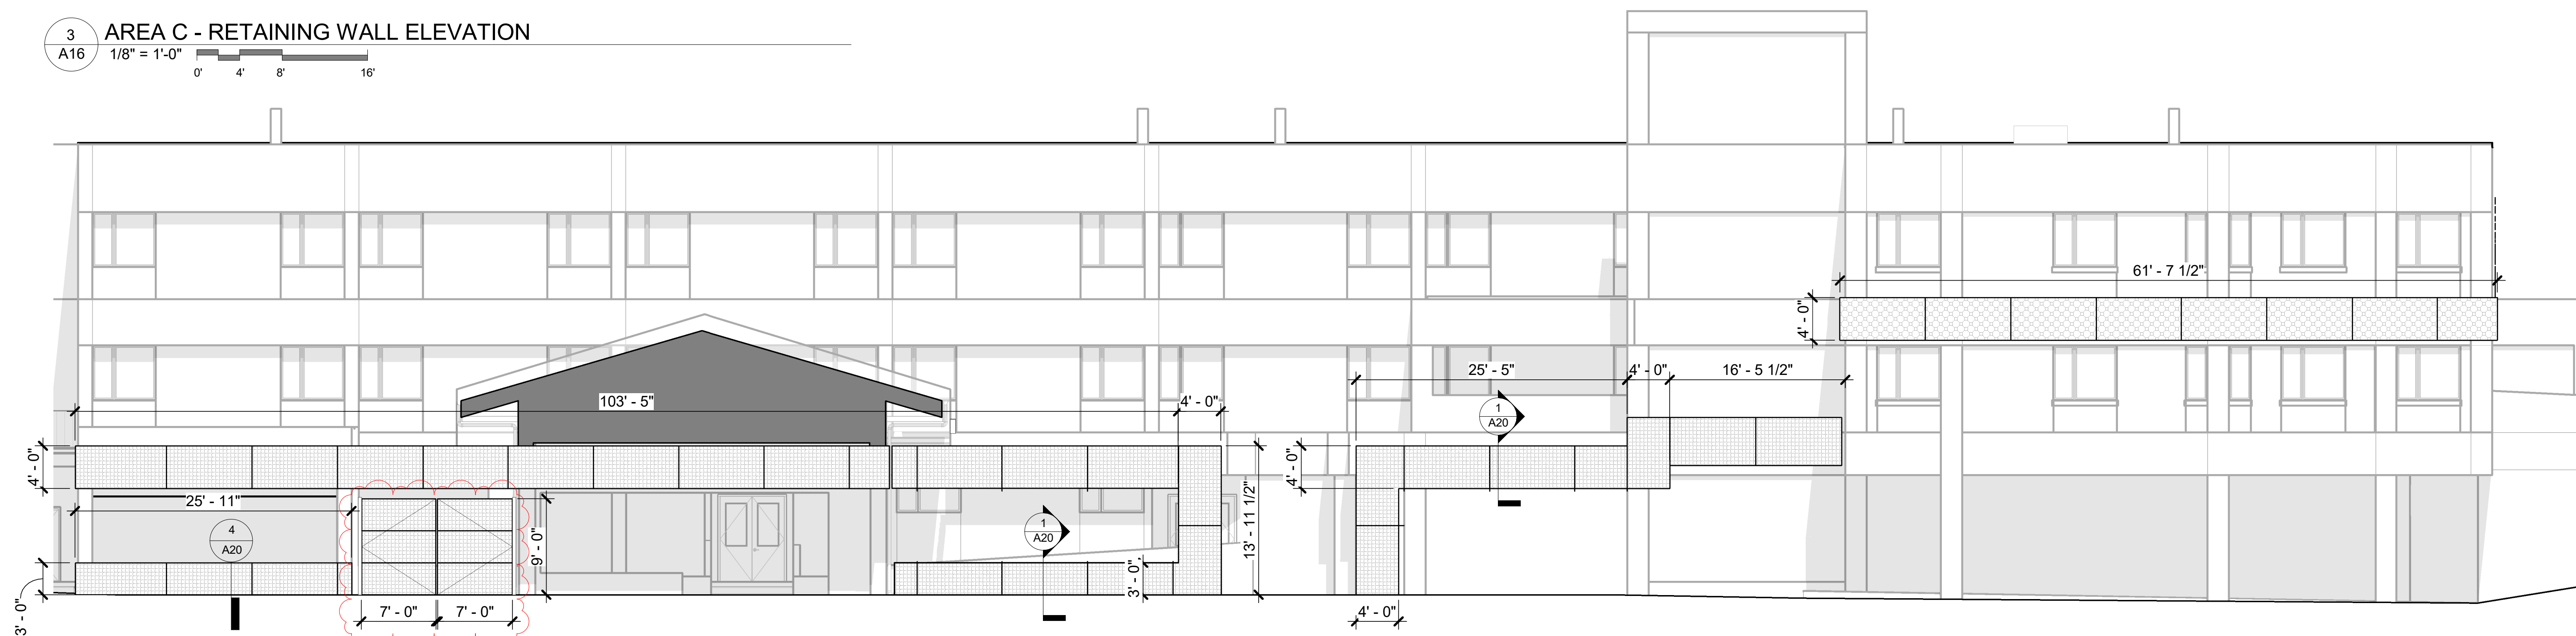 3
A16
AREA C - RETAINING WALL ELEVATION
1/8" = 1'-0"
0' 4' 8' 16'
61' - 7 1/2"
4' - 0"
25' - 5"
4' - 0"
16' - 5 1/2"
103' - 5"
4' - 0"
1
A20
4' - 0"
4' - 0"
13' - 11 1/2"
25' - 11"
4
A20
9' - 0"
1
A20
3' - 0"
3' - 0"
7' - 0"
7' - 0"
4' - 0"